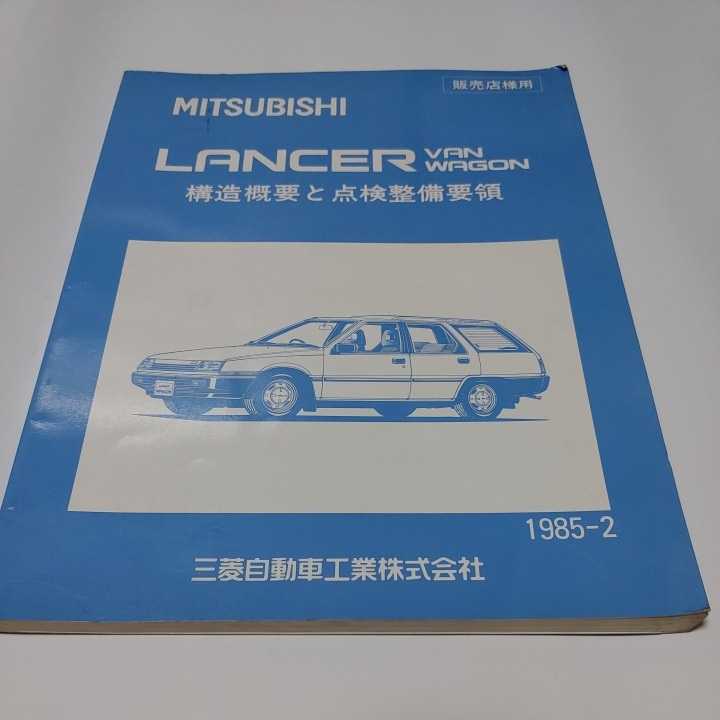 販売店様用
MITSUBISHI
LANCER VAN WAGON
構造概要と点検整備要領
1985-2
三菱自動車工業株式会社